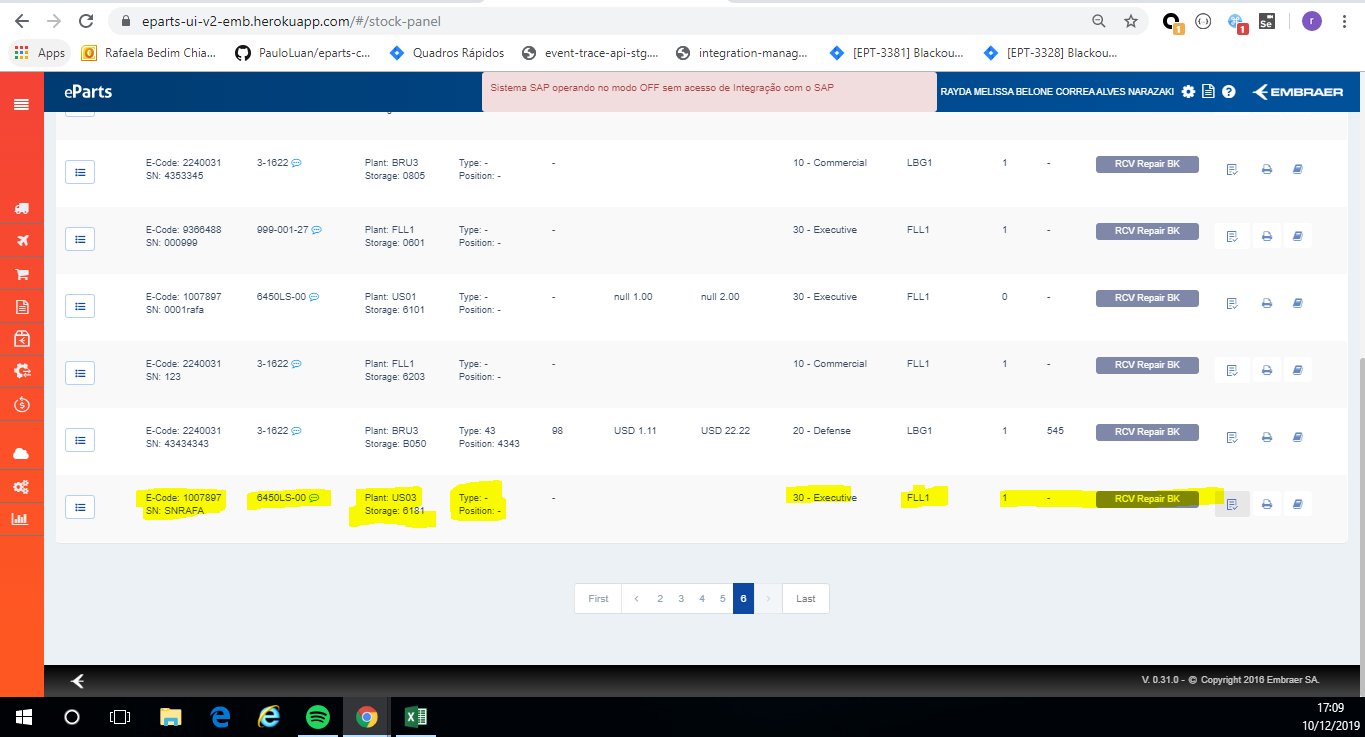 eparts-ui-v2-emb.herokuapp.com/#/stock-panel
1 1 Se r
Apps Rafaela Bedim Chia... PauloLuan/eparts-c... Quadros Rápidos event-trace-api-stg.... integration-manag... [EPT-3381] Blackou... [EPT-3328] Blackou...
eParts Sistema SAP operando no modo OFF sem acesso de Integração com o SAP RAYDA MELISSA BELONE CORREA ALVES NARAZAKI EMBRAER
E-Code: 2240031 3-1622 Plant: BRU3 Type: - - 10 - Commercial LBG1 1 - RCV Repair BK
SN: 4353345 Storage: 0805 Position: -
E-Code: 9366488 999-001-27 Plant: FLL1 Type: - - 30 - Executive FLL1 1 - RCV Repair BK
SN: 000999 Storage: 0601 Position: -
E-Code: 1007897 6450LS-00 Plant: US01 Type: - - null 1.00 null 2.00 30 - Executive FLL1 0 - RCV Repair BK
SN: 0001rafa Storage: 6101 Position: -
E-Code: 2240031 3-1622 Plant: FLL1 Type: - - 10 - Commercial FLL1 1 - RCV Repair BK
SN: 123 Storage: 6203 Position: -
E-Code: 2240031 3-1622 Plant: BRU3 Type: 43 98 USD 1.11 USD 22.22 20 - Defense LBG1 1 545 RCV Repair BK
SN: 43434343 Storage: B050 Position: 4343
E-Code: 1007897 6450LS-00 Plant: US03 Type: - - 30 - Executive FLL1 1 - RCV Repair BK
SN: SNRAFA Storage: 6181 Position: -
First ‹ 2 3 4 5 6 › Last
V. 0.31.0 - © Copyright 2016 Embraer SA.
17:09
10/12/2019